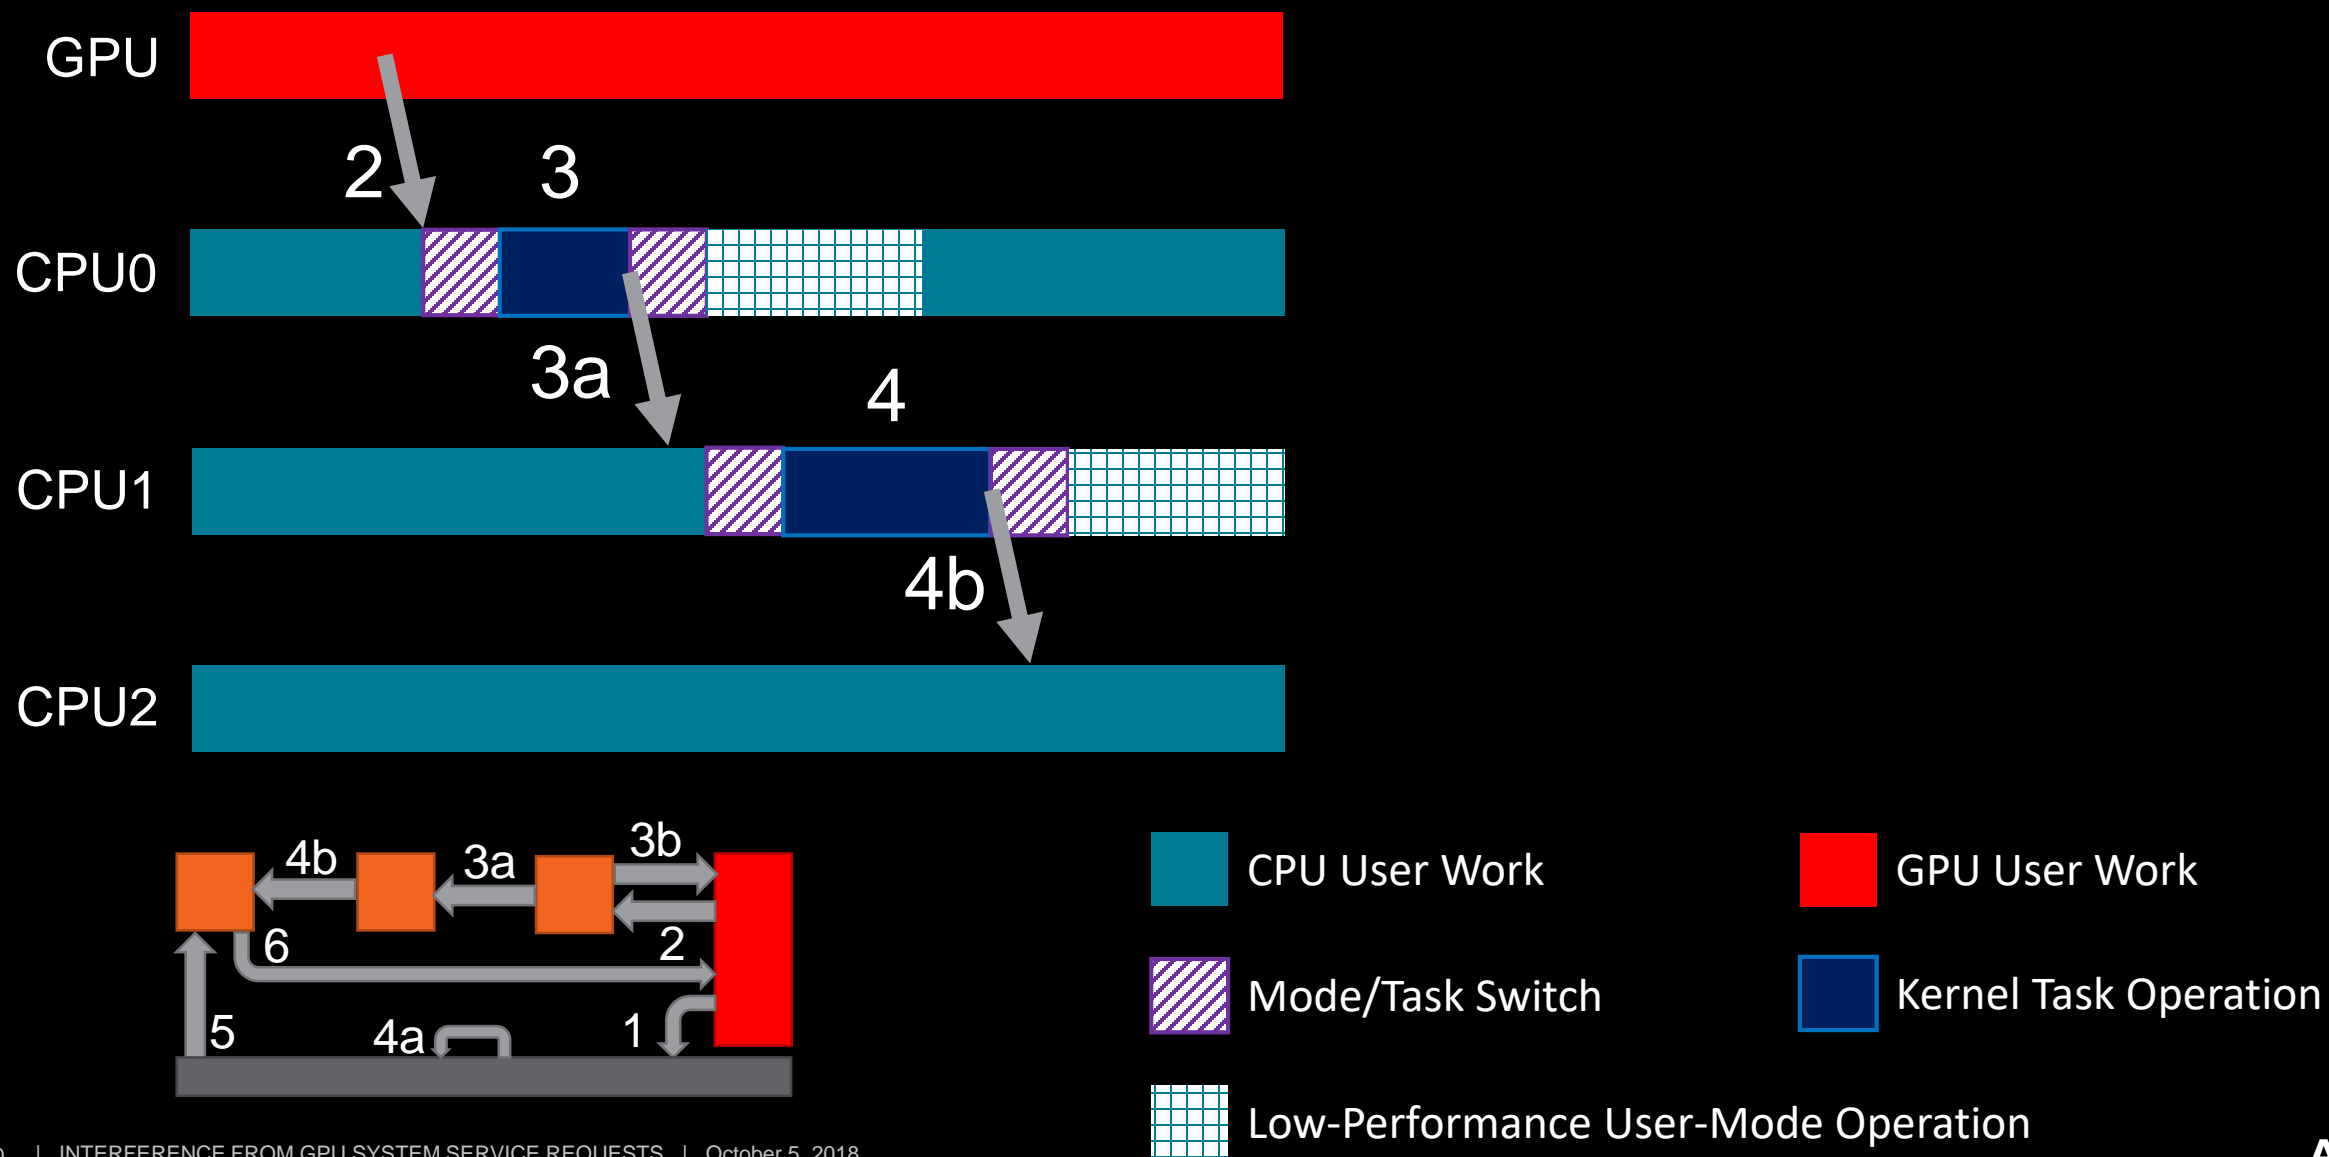 GPU
2
3
CPU0
3a
4
CPU1
4b
CPU2
4b
3a
3b
6
2
5
4a
1
CPU User Work
GPU User Work
Mode/Task Switch
Kernel Task Operation
Low-Performance User-Mode Operation
| INTERFERENCE FROM GPU SYSTEM SERVICE REQUESTS | October 5, 2018